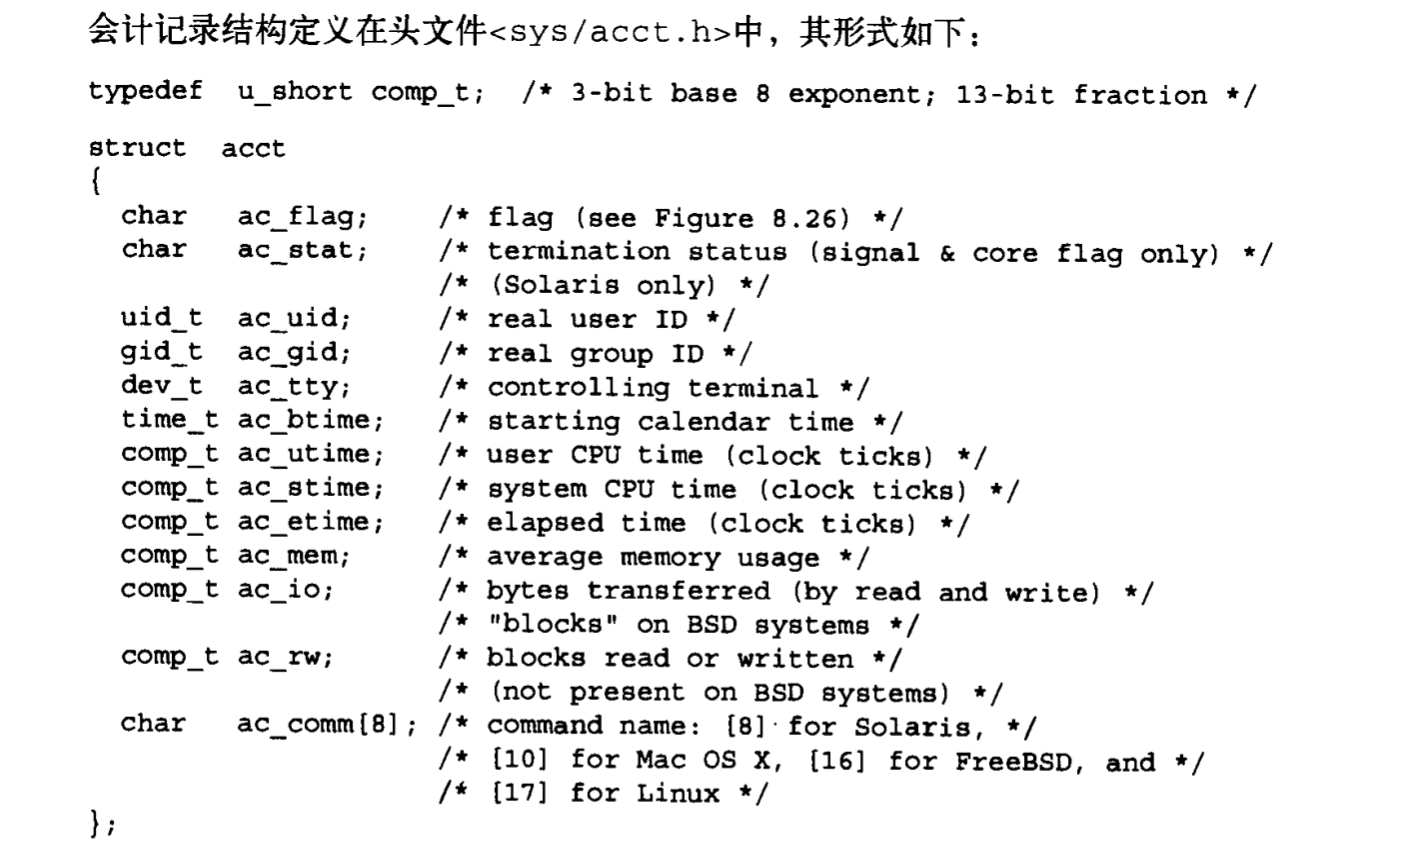 会计记录结构定义在头文件<sys/acct.h>中，其形式如下：
typedef  u_short comp_t;  /* 3-bit base 8 exponent; 13-bit fraction */
struct  acct
{
  char   ac_flag;    /* flag (see Figure 8.26) */
  char   ac_stat;    /* termination status (signal & core flag only) */
                     /* (Solaris only) */
  uid_t  ac_uid;     /* real user ID */
  gid_t  ac_gid;     /* real group ID */
  dev_t  ac_tty;     /* controlling terminal */
  time_t ac_btime;   /* starting calendar time */
  comp_t ac_utime;   /* user CPU time (clock ticks) */
  comp_t ac_stime;   /* system CPU time (clock ticks) */
  comp_t ac_etime;   /* elapsed time (clock ticks) */
  comp_t ac_mem;     /* average memory usage */
  comp_t ac_io;      /* bytes transferred (by read and write) */
                     /* "blocks" on BSD systems */
  comp_t ac_rw;      /* blocks read or written */
                     /* (not present on BSD systems) */
  char   ac_comm[8]; /* command name: [8] for Solaris, */
                     /* [10] for Mac OS X, [16] for FreeBSD, and */
                     /* [17] for Linux */
};